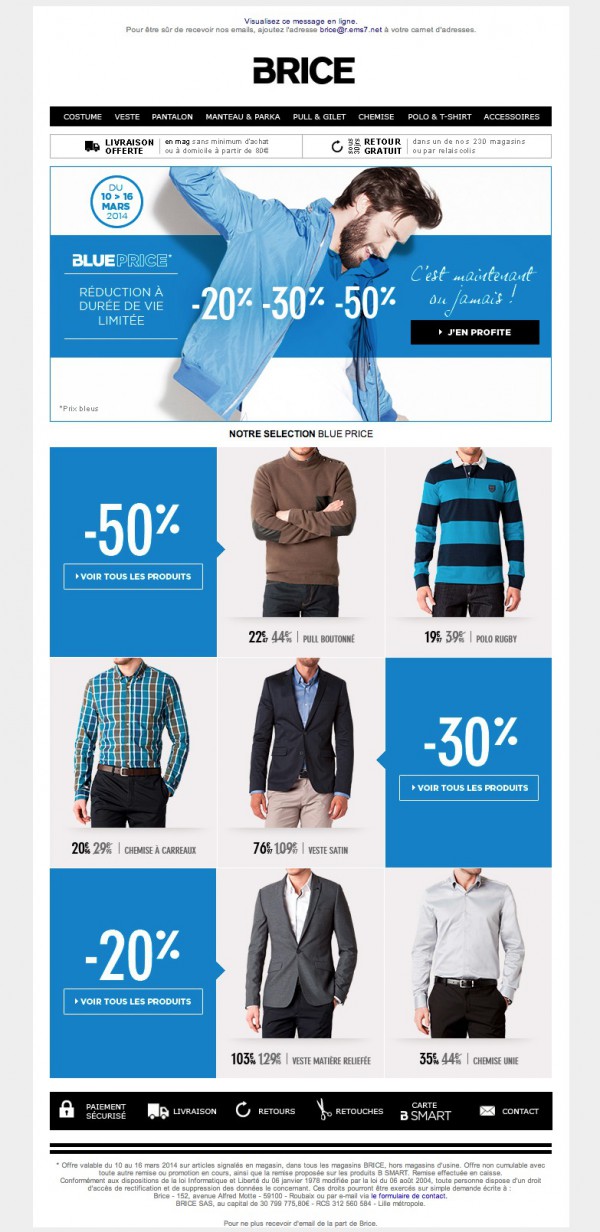 Visualisez ce message en ligne.
Pour être sûr de recevoir nos emails, ajoutez l'adresse brice@r.ems7.net à votre carnet d'adresses.
BRICE
COSTUME VESTE PANTALON MANTEAU & PARKA PULL & GILET CHEMISE POLO & T-SHIRT ACCESSOIRES
LIVRAISON OFFERTE
en mag sans minimum d'achat
ou à domicile à partir de 80€
sous 30jrs
RETOUR GRATUIT
dans un de nos 230 magasins
ou par relais colis
DU
10 > 16
MARS
2014
BLUEPRICE*
RÉDUCTION À
DURÉE DE VIE
LIMITÉE
-20% -30% -50%
C'est maintenant
ou jamais !
J'EN PROFITE
*Prix bleus
NOTRE SELECTION BLUE PRICE
-50%
VOIR TOUS LES PRODUITS
22€ 44€ | PULL BOUTONNÉ
19€ 39€ | POLO RUGBY
20€ 29€ | CHEMISE À CARREAUX
76€ 109€ | VESTE SATIN
-30%
VOIR TOUS LES PRODUITS
-20%
VOIR TOUS LES PRODUITS
103€ 129€ | VESTE MATIÈRE RELIEFÉE
35€ 44€ | CHEMISE UNIE
PAIEMENT SÉCURISÉ
LIVRAISON
RETOURS
RETOUCHES
CARTE B SMART
CONTACT
* Offre valable du 10 au 16 mars 2014 sur articles signalés en magasin, dans tous les magasins BRICE, hors magasins d'usine. Offre non cumulable avec
toute autre remise ou promotion en cours, ainsi que la remise proposée sur les produits B SMART. Remise effectuée en caisse.
Conformément aux dispositions de la loi Informatique et Liberté du 06 janvier 1978 modifiée par la loi du 06 août 2004, toute personne dispose d'un droit
d'accès de rectification et de suppression des données le concernant. Ces droits pourront être exercés sur simple demande écrite à :
Brice - 152, avenue Alfred Motte - 59100 - Roubaix ou par e-mail via le formulaire de contact.
BRICE SAS, au capital de 30 799 775,80€ - RCS 312 560 584 - Lille métropole.
Pour ne plus recevoir d'email de la part de Brice.